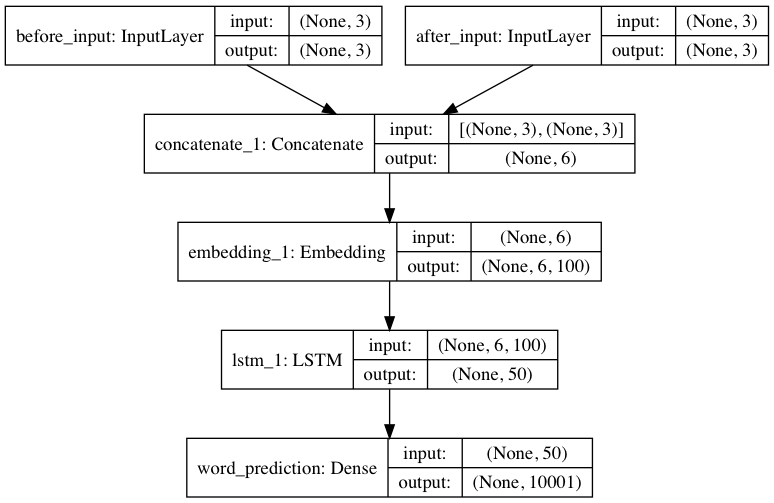 before_input: InputLayer
input: (None, 3)
output: (None, 3)
after_input: InputLayer
input: (None, 3)
output: (None, 3)
concatenate_1: Concatenate
input: [(None, 3), (None, 3)]
output: (None, 6)
embedding_1: Embedding
input: (None, 6)
output: (None, 6, 100)
lstm_1: LSTM
input: (None, 6, 100)
output: (None, 50)
word_prediction: Dense
input: (None, 50)
output: (None, 10001)